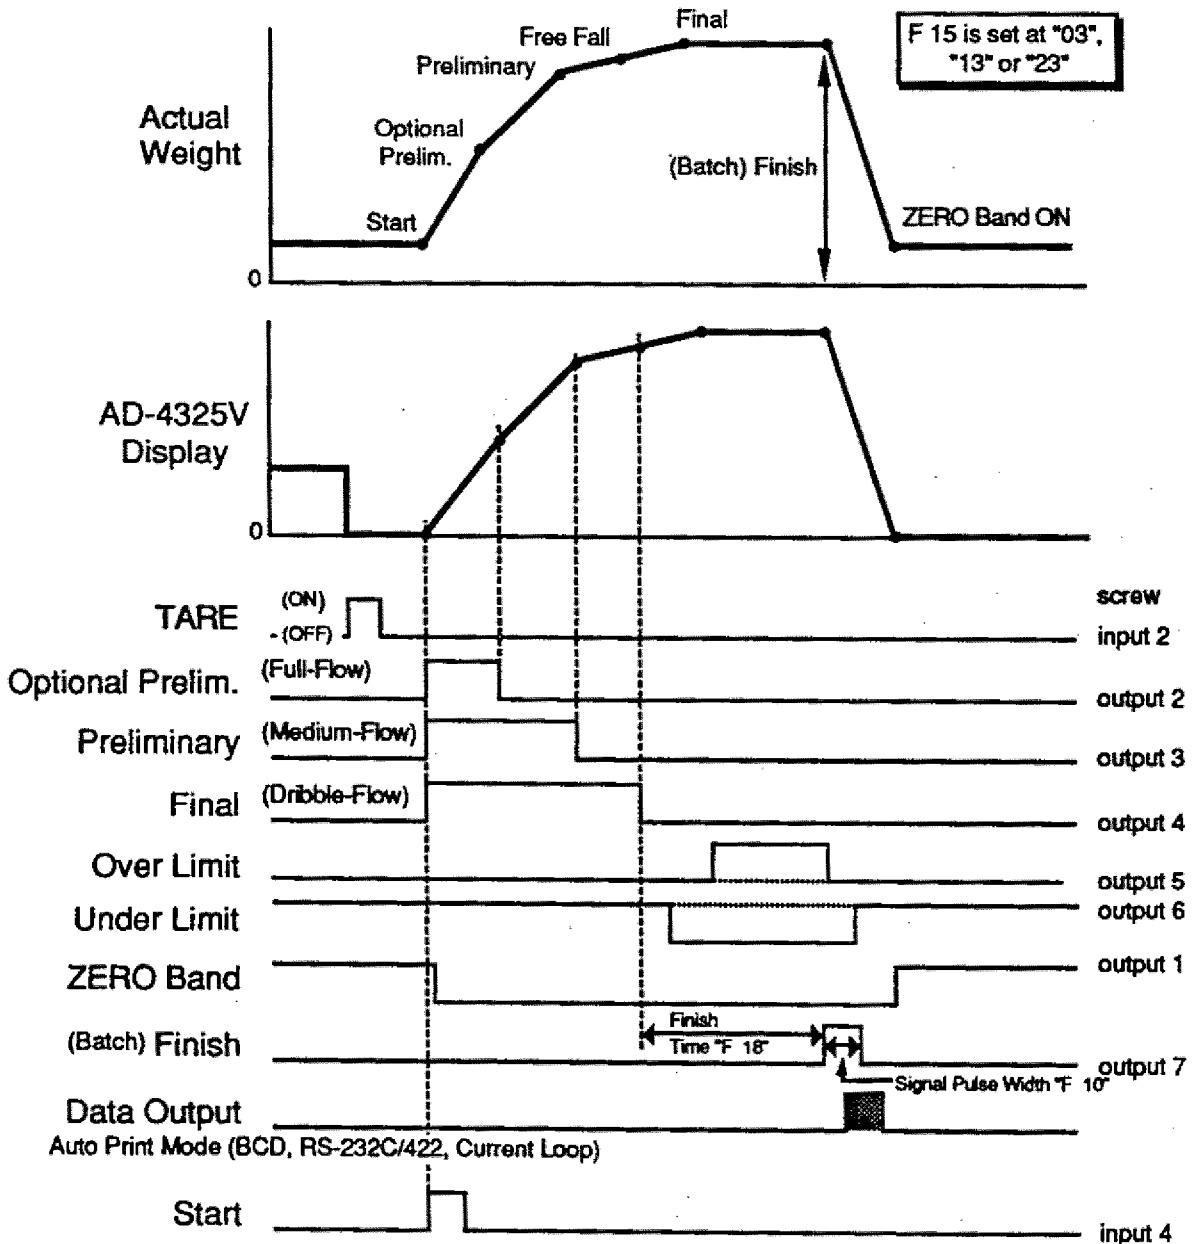 Final
F 15 is set at "03",
"13" or "23"
Free Fall
Preliminary
Actual
Weight
Optional
Prelim.
(Batch) Finish
Start
ZERO Band ON
0
AD-4325V
Display
0
TARE
(ON)
(OFF)
screw
input 2
Optional Prelim.
(Full-Flow)
output 2
Preliminary
(Medium-Flow)
output 3
Final
(Dribble-Flow)
output 4
Over Limit
output 5
Under Limit
output 6
ZERO Band
output 1
(Batch) Finish
Finish
Time "F 18"
output 7
Signal Pulse Width "F 10"
Data Output
Auto Print Mode (BCD, RS-232C/422, Current Loop)
Start
input 4